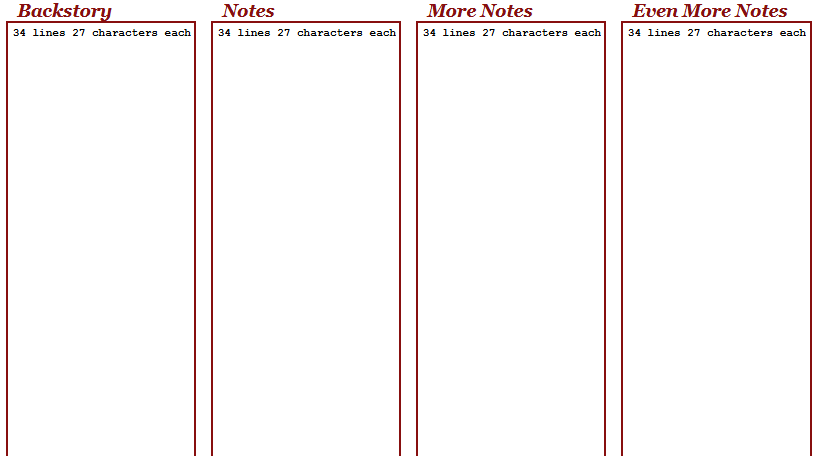 Backstory
34 lines 27 characters each
Notes
34 lines 27 characters each
More Notes
34 lines 27 characters each
Even More Notes
34 lines 27 characters each